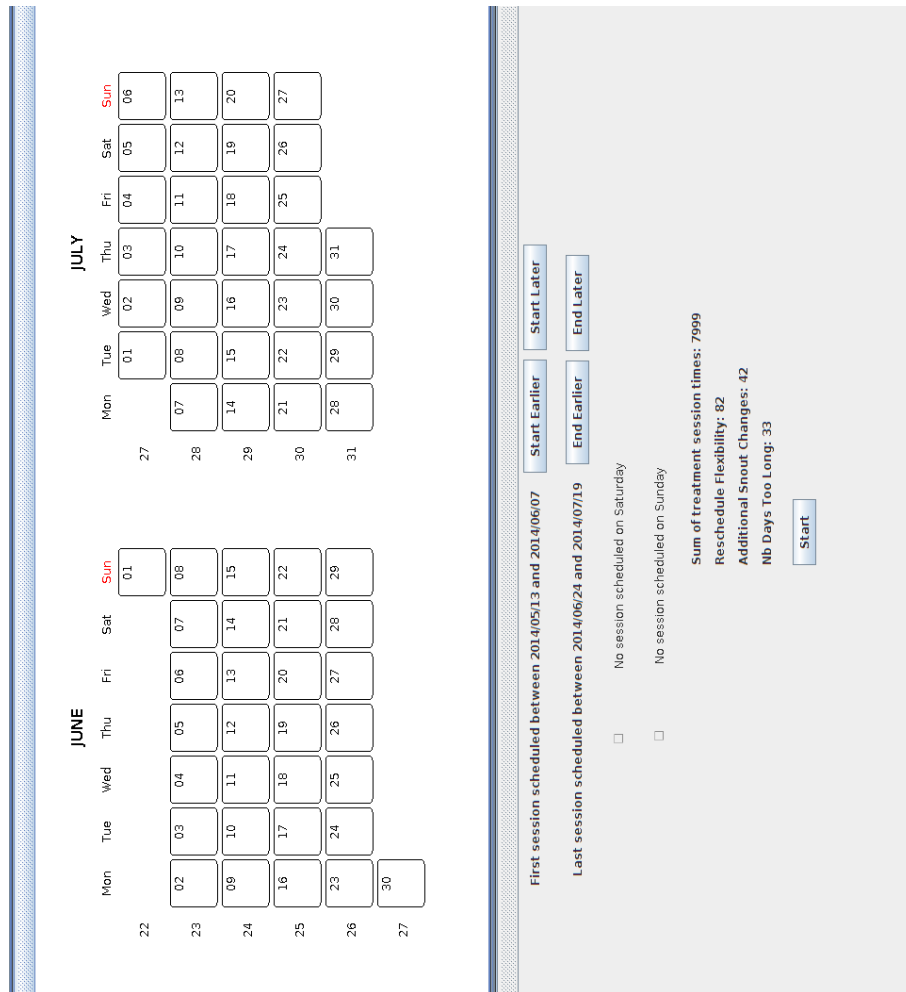 JUNE
Mon Tue Wed Thu Fri Sat Sun
22 01
23 02 03 04 05 06 07 08
24 09 10 11 12 13 14 15
25 16 17 18 19 20 21 22
26 23 24 25 26 27 28 29
27 30
JULY
Mon Tue Wed Thu Fri Sat Sun
27 01 02 03 04 05 06
28 07 08 09 10 11 12 13
29 14 15 16 17 18 19 20
30 21 22 23 24 25 26 27
31 28 29 30 31
First session scheduled between 2014/05/13 and 2014/06/07 Start Earlier Start Later
Last session scheduled between 2014/06/24 and 2014/07/19 End Earlier End Later
No session scheduled on Saturday
No session scheduled on Sunday
Sum of treatment session times: 7999
Reschedule Flexibility: 82
Additional Snout Changes: 42
Nb Days Too Long: 33
Start